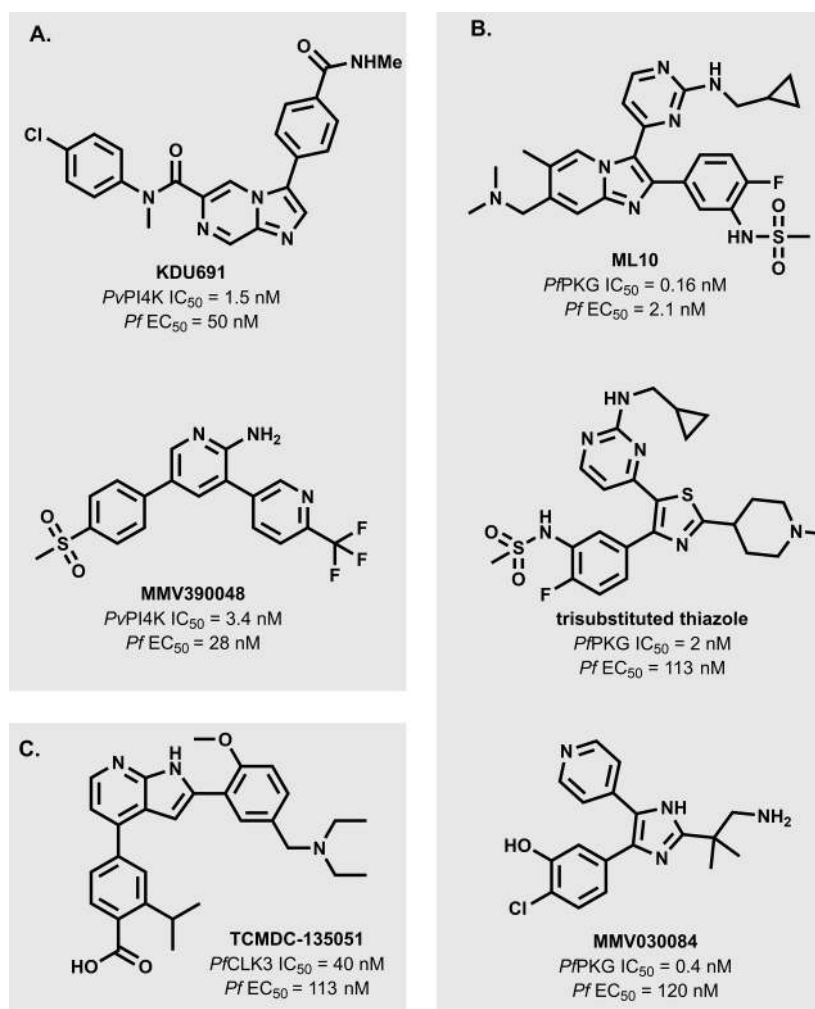 A.
O
NHMe
Cl
O
N
N
N
N
KDU691
PvPI4K IC₅₀ = 1.5 nM
Pf EC₅₀ = 50 nM
N
NH₂
N
O
S
O
F
F
F
MMV390048
PvPI4K IC₅₀ = 3.4 nM
Pf EC₅₀ = 28 nM
B.
N
H
N
N
N
N
N
F
O
HN
S
O
ML10
PfPKG IC₅₀ = 0.16 nM
Pf EC₅₀ = 2.1 nM
HN
N
N
S
H
N
O
S
O
N
N
F
trisubstituted thiazole
PfPKG IC₅₀ = 2 nM
Pf EC₅₀ = 113 nM
N
NH
NH₂
HO
N
Cl
MMV030084
PfPKG IC₅₀ = 0.4 nM
Pf EC₅₀ = 120 nM
C.
O
N
H
N
N
HO
O
TCMDC-135051
PfCLK3 IC₅₀ = 40 nM
Pf EC₅₀ = 113 nM